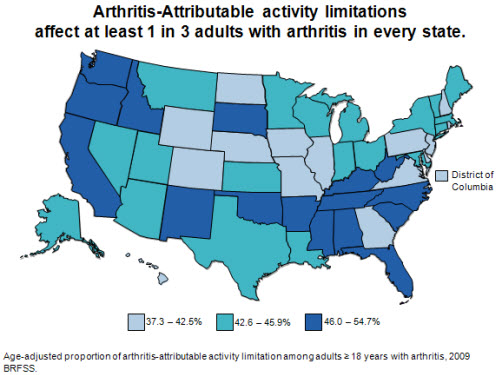 Arthritis-Attributable activity limitations
affect at least 1 in 3 adults with arthritis in every state.
District of
Columbia
37.3 – 42.5%
42.6 – 45.9%
46.0 – 54.7%
Age-adjusted proportion of arthritis-attributable activity limitation among adults ≥ 18 years with arthritis, 2009
BRFSS.